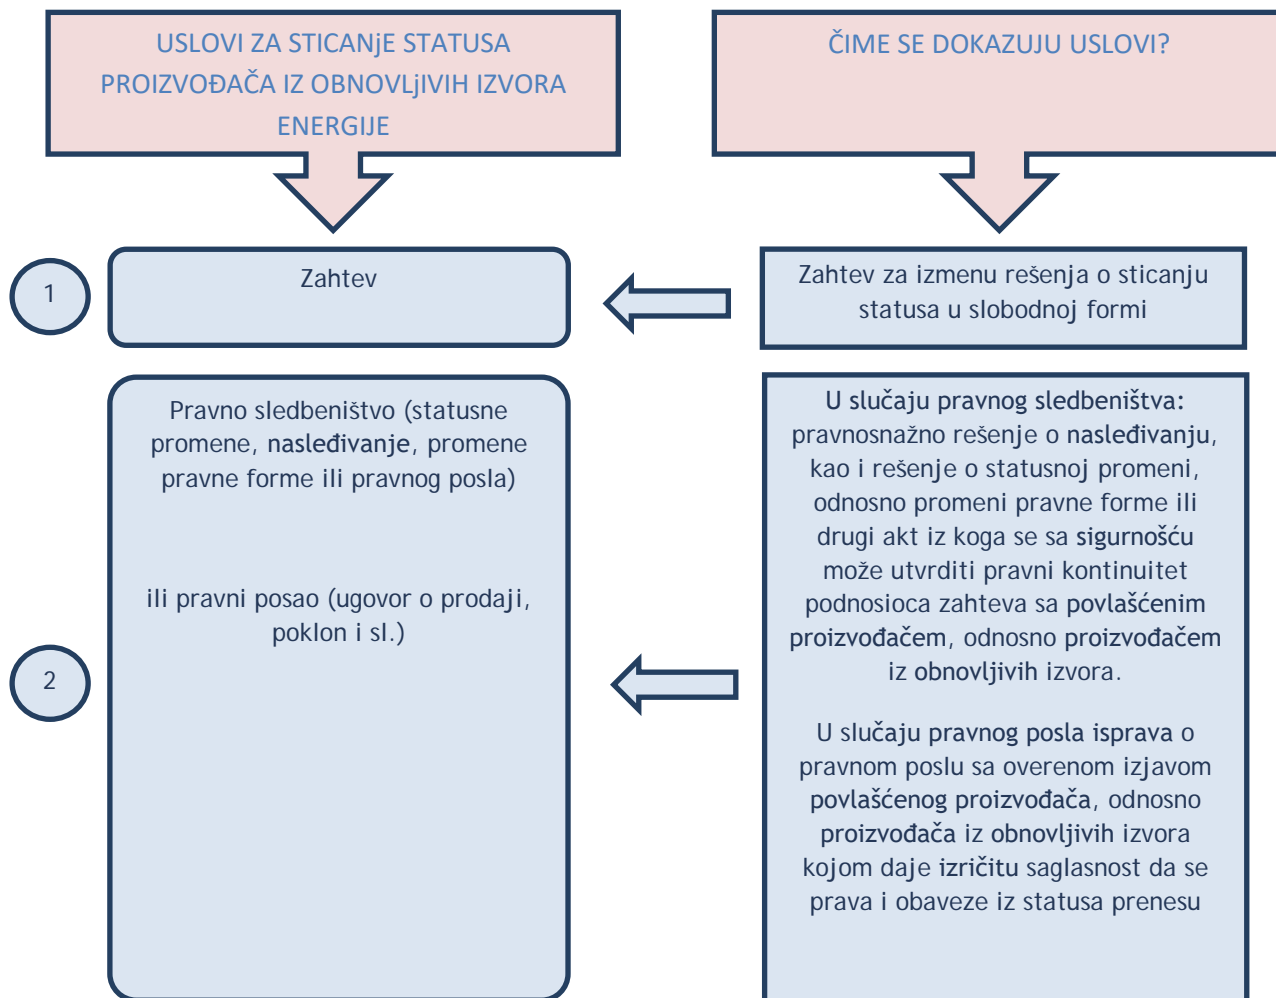 USLOVI ZA STICANjE STATUSA
PROIZVOĐAČA IZ OBNOVLjIVIH IZVORA
ENERGIJE
ČIME SE DOKAZUJU USLOVI?
1
Zahtev
Zahtev za izmenu rešenja o sticanju
statusa u slobodnoj formi
2
Pravno sledbeništvo (statusne
promene, nasleđivanje, promene
pravne forme ili pravnog posla)
ili pravni posao (ugovor o prodaji,
poklon i sl.)
U slučaju pravnog sledbeništva:
pravnosnažno rešenje o nasleđivanju,
kao i rešenje o statusnoj promeni,
odnosno promeni pravne forme ili
drugi akt iz koga se sa sigurnošću
može utvrditi pravni kontinuitet
podnosioca zahteva sa povlašćenim
proizvođačem, odnosno proizvođačem
iz obnovljivih izvora.
U slučaju pravnog posla isprava o
pravnom poslu sa overenom izjavom
povlašćenog proizvođača, odnosno
proizvođača iz obnovljivih izvora
kojom daje izričitu saglasnost da se
prava i obaveze iz statusa prenesu